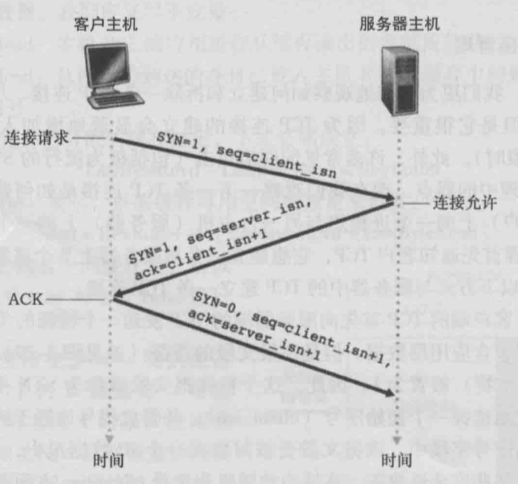 客户主机
服务器主机
连接请求
SYN=1, seq=client_isn
连接允许
SYN=1, seq=server_isn,
ack=client_isn+1
ACK
SYN=0, seq=client_isn+1,
ack=server_isn+1
时间
时间